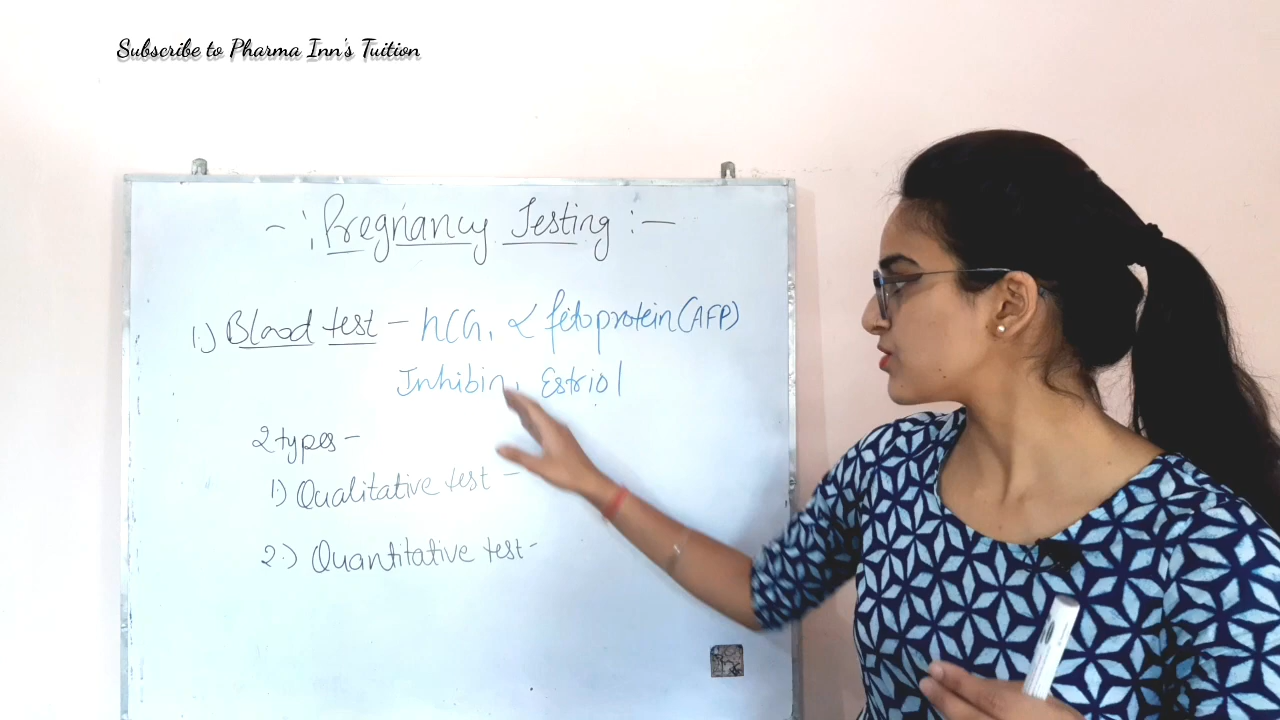 Subscribe to Pharma Inn's Tuition
- : Pregnancy Testing : -
1.) Blood test - hCG, α fetoprotein (AFP)
Inhibin, Estriol
2 types -
1.) Qualitative test -
2.) Quantitative test -